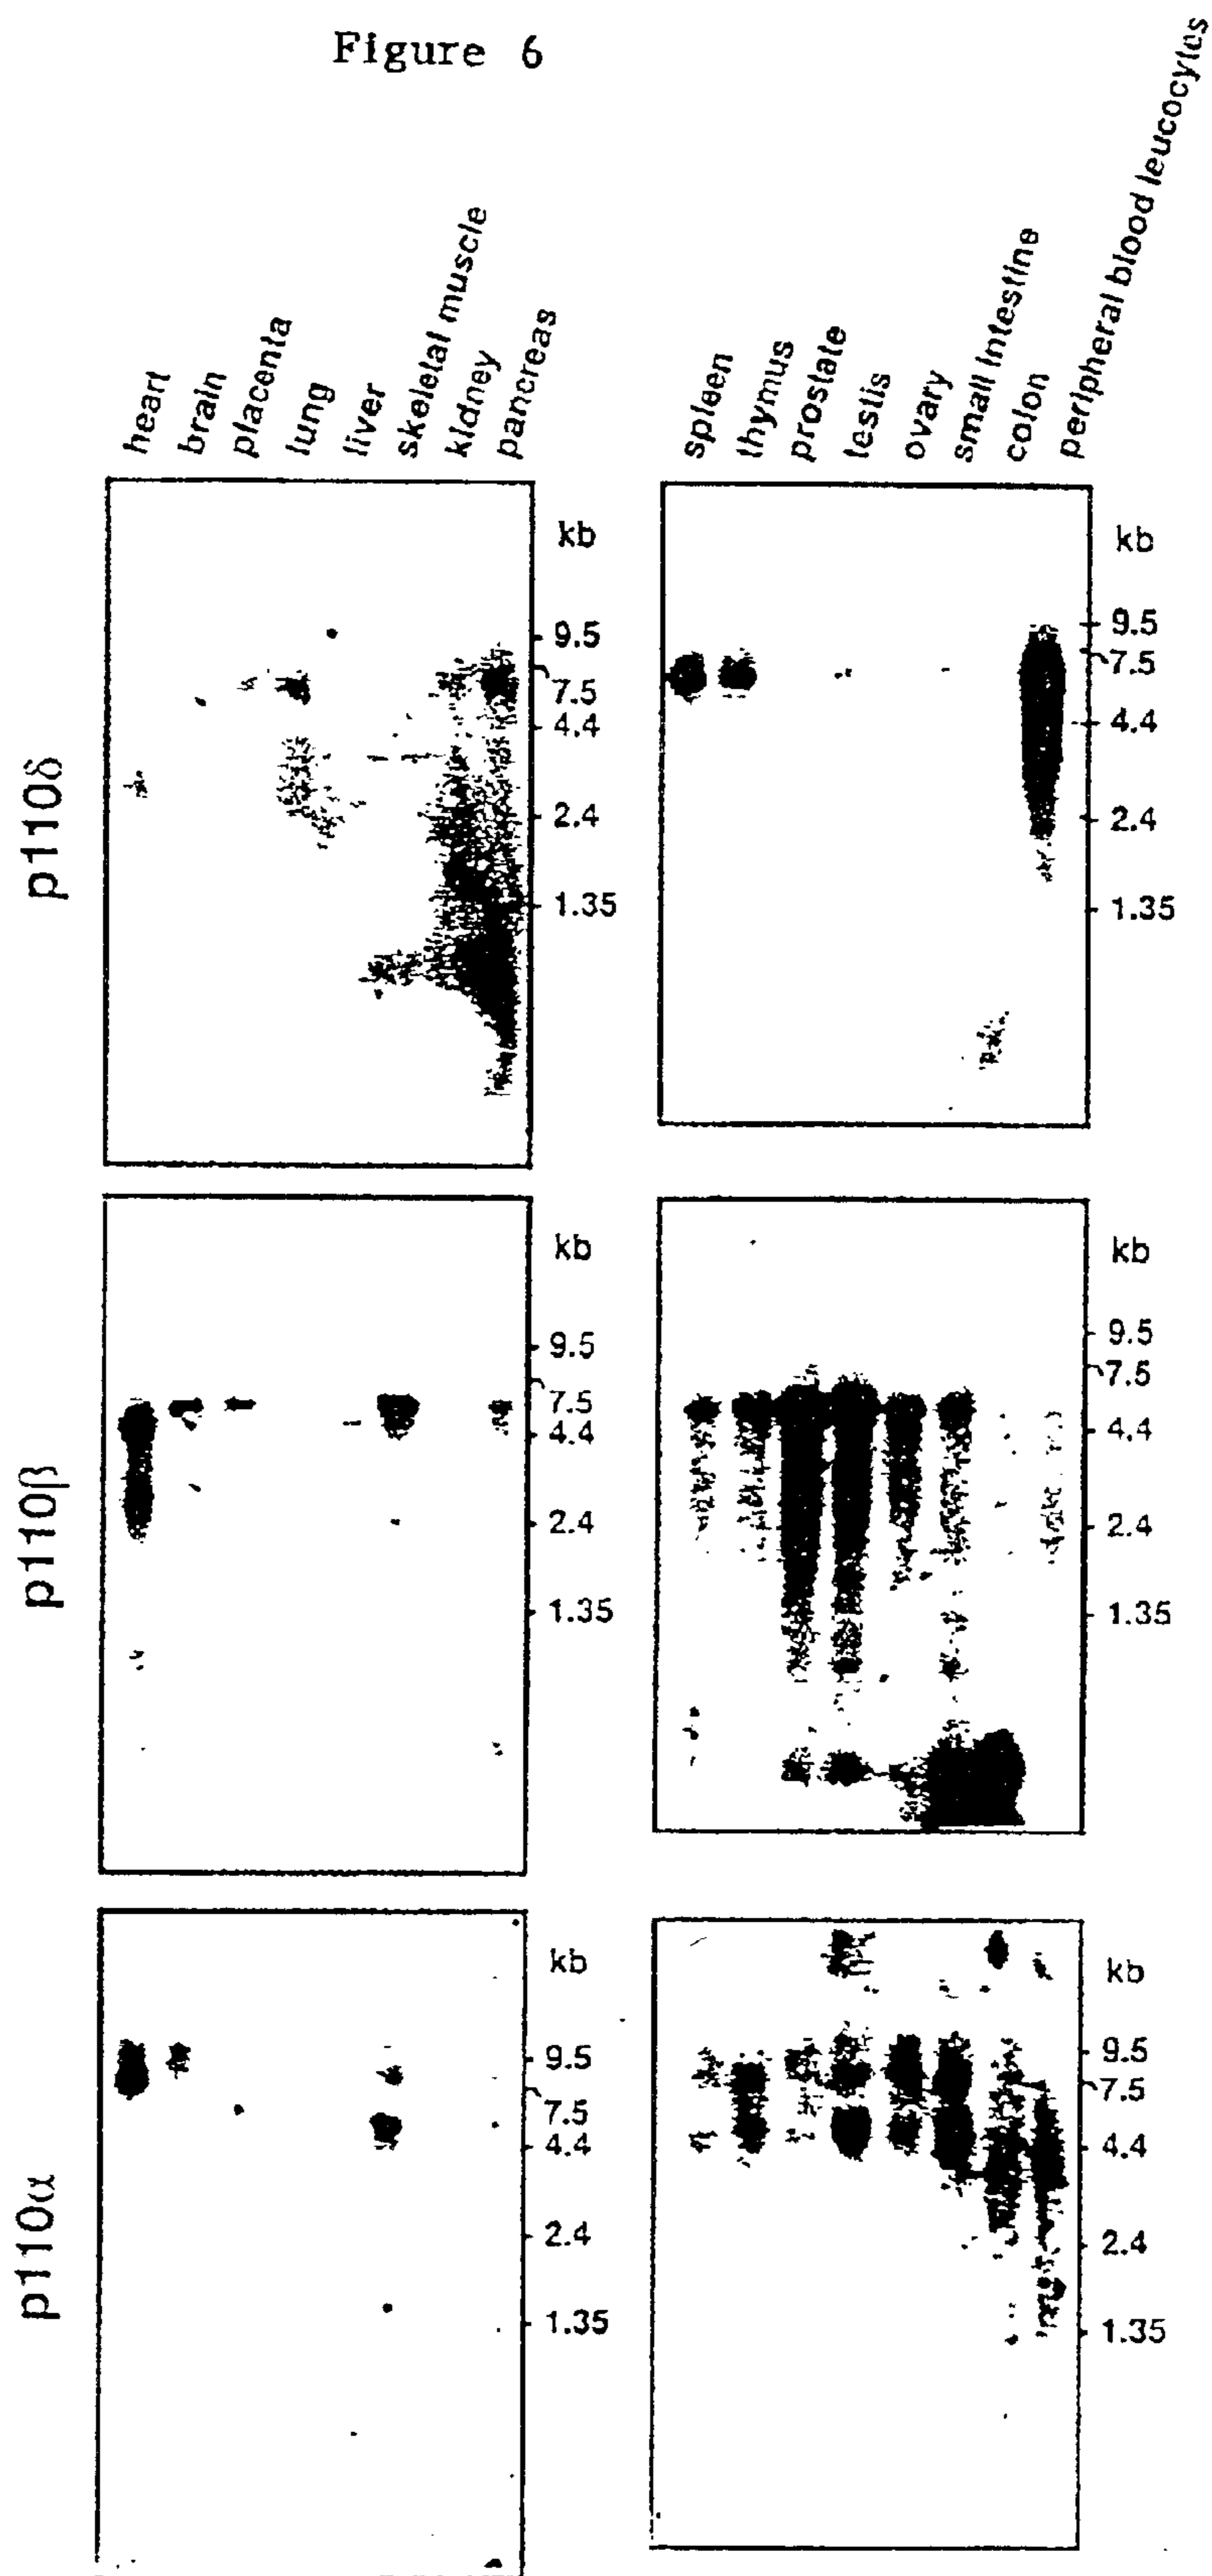 Figure 6
heart
brain
placenta
lung
liver
skeletal muscle
kidney
pancreas
spleen
thymus
prostate
testis
ovary
small intestine
colon
peripheral blood leucocytes
p110δ
kb
9.5
7.5
4.4
2.4
1.35
kb
9.5
7.5
4.4
2.4
1.35
p110β
kb
9.5
7.5
4.4
2.4
1.35
kb
9.5
7.5
4.4
2.4
1.35
p110α
kb
9.5
7.5
4.4
2.4
1.35
kb
9.5
7.5
4.4
2.4
1.35